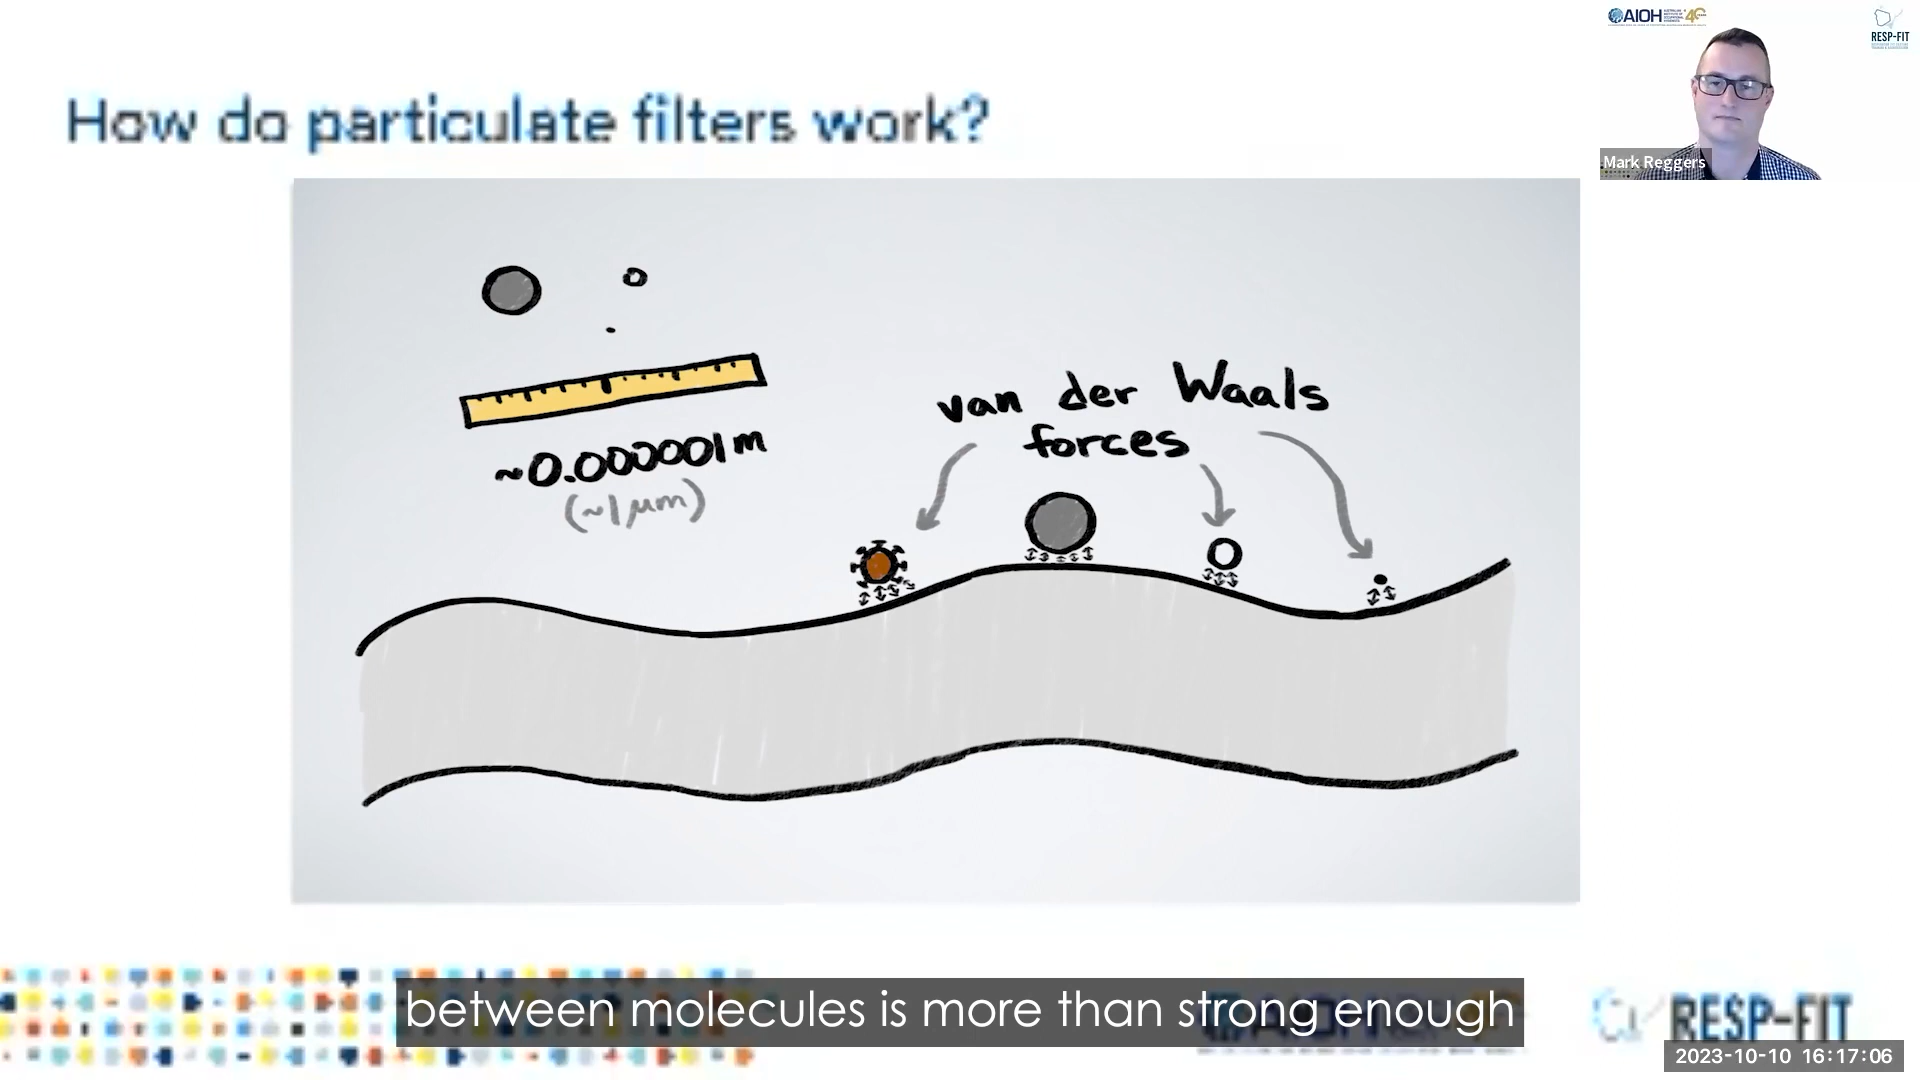 How do particulate filters work?
AIOH
40
RESP-FIT
Mark Reggers
~0.000001m
(~1μm)
van der Waals
forces
between molecules is more than strong enough
RESP-FIT
2023-10-10 16:17:06